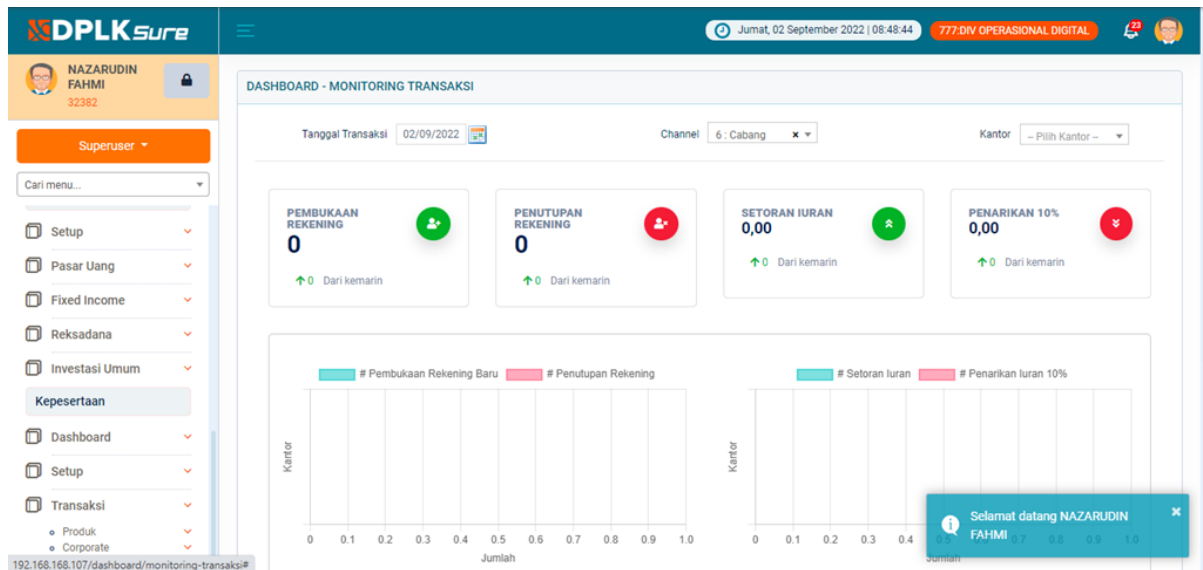 DPLKSure
Jumat, 02 September 2022 | 08:48:44
777:DIV OPERASIONAL DIGITAL
23
NAZARUDIN
FAHMI
32382
Superuser
Cari menu...
Setup
Pasar Uang
Fixed Income
Reksadana
Investasi Umum
Kepesertaan
Dashboard
Setup
Transaksi
Produk
Corporate
192.168.168.107/dashboard/monitoring-transaksi#
DASHBOARD - MONITORING TRANSAKSI
Tanggal Transaksi 02/09/2022
Channel 6 : Cabang x
Kantor -- Pilih Kantor --
PEMBUKAAN
REKENING
0
0 Dari kemarin
PENUTUPAN
REKENING
0
0 Dari kemarin
SETORAN IURAN
0,00
0 Dari kemarin
PENARIKAN 10%
0,00
0 Dari kemarin
# Pembukaan Rekening Baru # Penutupan Rekening
Kantor
0 0.1 0.2 0.3 0.4 0.5 0.6 0.7 0.8 0.9 1.0
Jumlah
# Setoran Iuran # Penarikan Iuran 10%
Kantor
0 0.1 0.2 0.3 0.4 0.5 0.6 0.7 0.8 0.9 1.0
Jumlah
Selamat datang NAZARUDIN
FAHMI
×